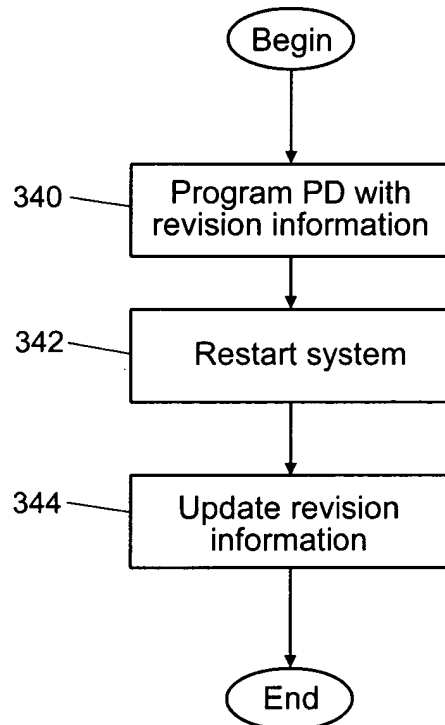 Begin
340
Program PD with
revision information
342
Restart system
344
Update revision
information
End